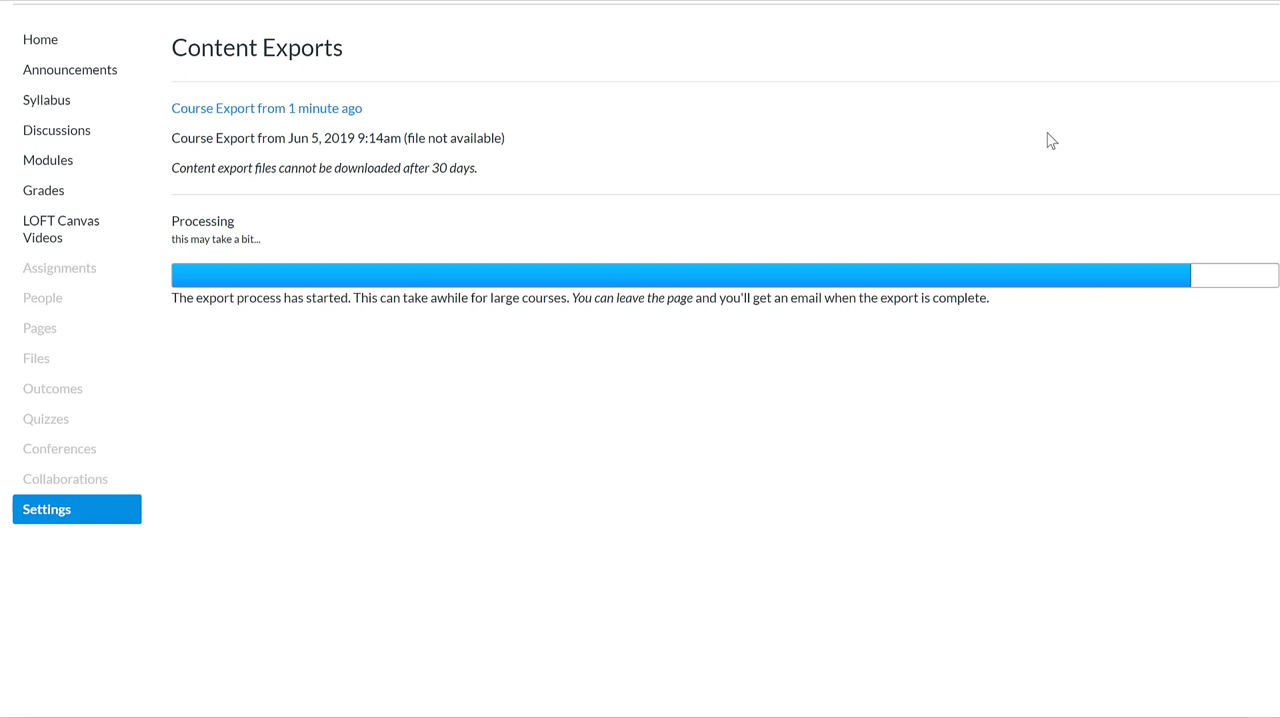 Home
Announcements
Syllabus
Discussions
Modules
Grades
LOFT Canvas
Videos
Assignments
People
Pages
Files
Outcomes
Quizzes
Conferences
Collaborations
Settings
Content Exports
Course Export from 1 minute ago
Course Export from Jun 5, 2019 9:14am (file not available)
Content export files cannot be downloaded after 30 days.
Processing
this may take a bit...
The export process has started. This can take awhile for large courses. You can leave the page and you'll get an email when the export is complete.